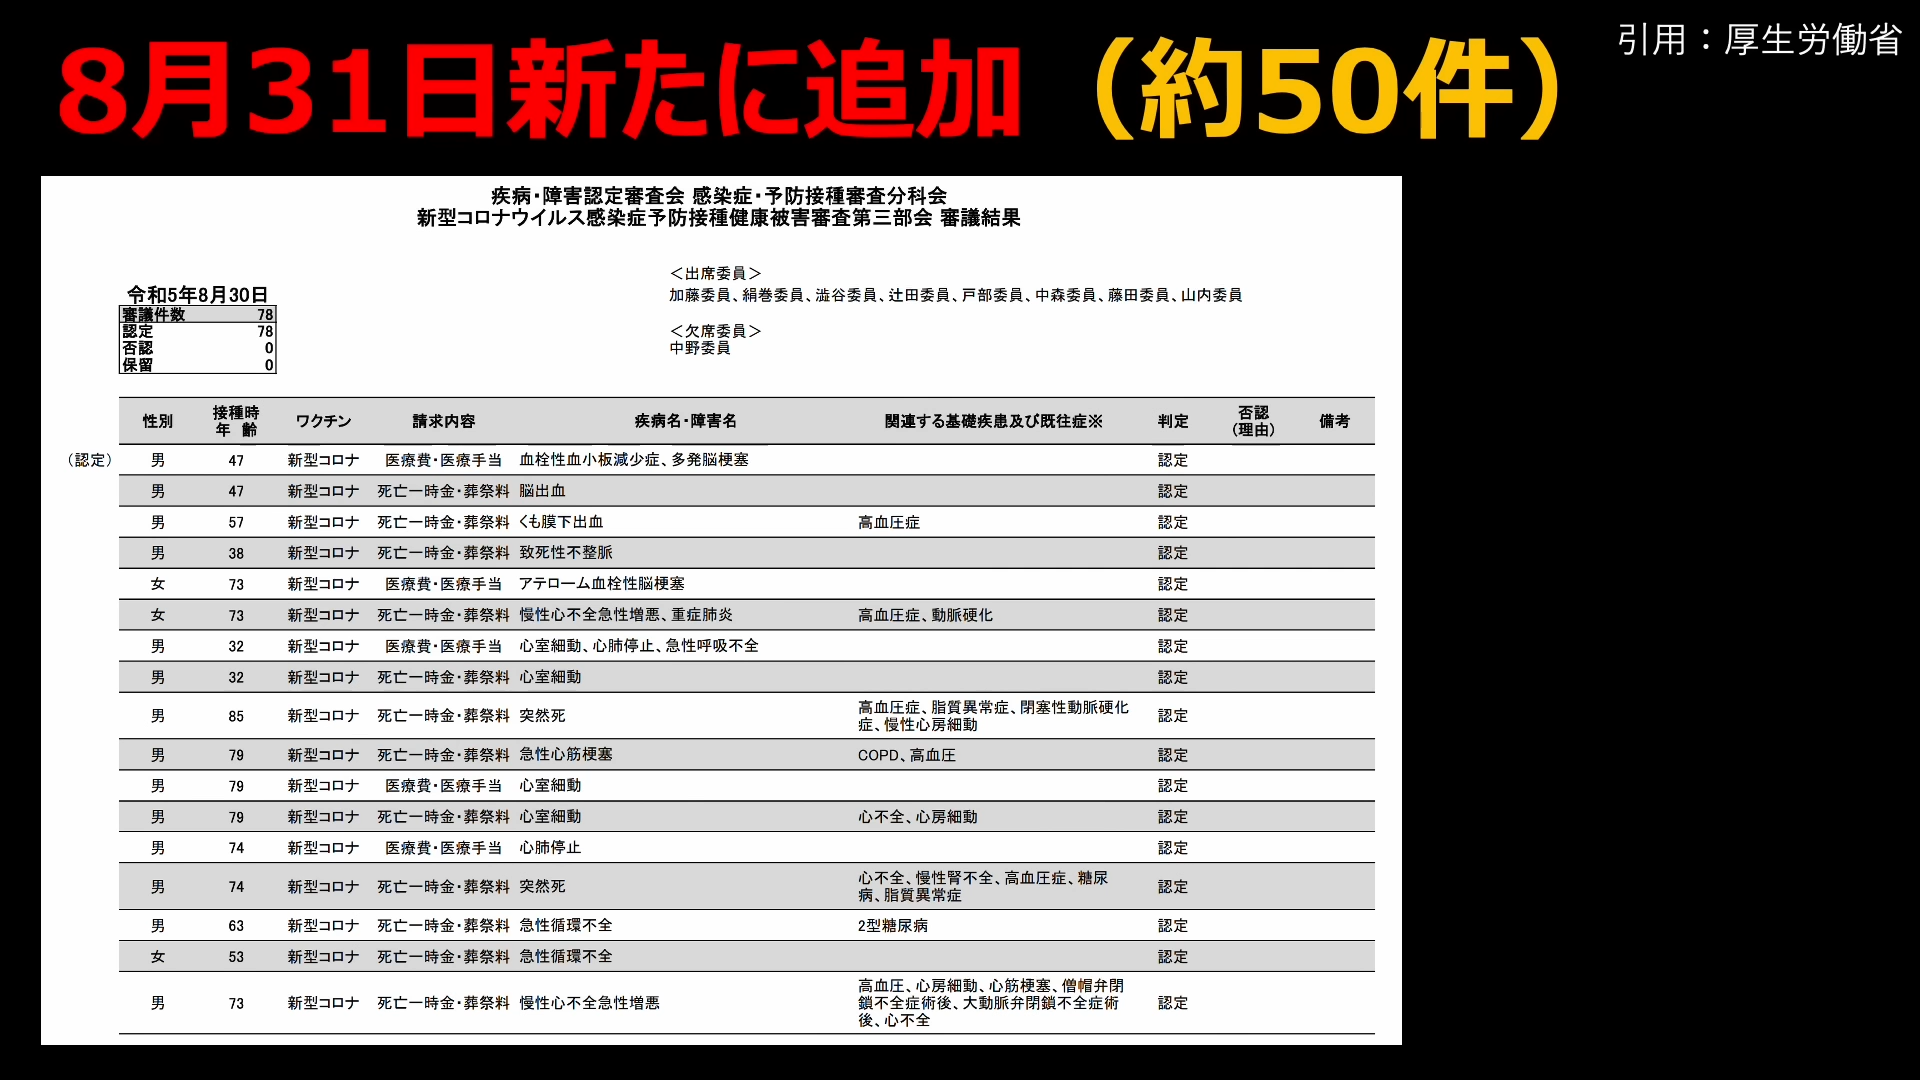 8月31日新たに追加（約50件）
引用：厚生労働省
疾病・障害認定審査会 感染症・予防接種審査分科会
新型コロナウイルス感染症予防接種健康被害審査第三部会 審議結果
＜出席委員＞
加藤委員、絹巻委員、澁谷委員、辻田委員、戸部委員、中森委員、藤田委員、山内委員
＜欠席委員＞
中野委員
令和5年8月30日
審議件数 78
認定 78
否認 0
保留 0
性別 接種時年 齢 ワクチン 請求内容 疾病名・障害名 関連する基礎疾患及び既往症※ 判定 否認（理由） 備考
（認定） 男 47 新型コロナ 医療費・医療手当 血栓性血小板減少症、多発脳梗塞 認定
男 47 新型コロナ 死亡一時金・葬祭料 脳出血 認定
男 57 新型コロナ 死亡一時金・葬祭料 くも膜下出血 高血圧症 認定
男 38 新型コロナ 死亡一時金・葬祭料 致死性不整脈 認定
女 73 新型コロナ 医療費・医療手当 アテローム血栓性脳梗塞 認定
女 73 新型コロナ 死亡一時金・葬祭料 慢性心不全急性増悪、重症肺炎 高血圧症、動脈硬化 認定
男 32 新型コロナ 医療費・医療手当 心室細動、心肺停止、急性呼吸不全 認定
男 32 新型コロナ 死亡一時金・葬祭料 心室細動 認定
男 85 新型コロナ 死亡一時金・葬祭料 突然死 高血圧症、脂質異常症、閉塞性動脈硬化
症、慢性心房細動 認定
男 79 新型コロナ 死亡一時金・葬祭料 急性心筋梗塞 COPD、高血圧 認定
男 79 新型コロナ 医療費・医療手当 心室細動 認定
男 79 新型コロナ 死亡一時金・葬祭料 心室細動 心不全、心房細動 認定
男 74 新型コロナ 医療費・医療手当 心肺停止 認定
男 74 新型コロナ 死亡一時金・葬祭料 突然死 心不全、慢性腎不全、高血圧症、糖尿
病、脂質異常症 認定
男 63 新型コロナ 死亡一時金・葬祭料 急性循環不全 2型糖尿病 認定
女 53 新型コロナ 死亡一時金・葬祭料 急性循環不全 認定
男 73 新型コロナ 死亡一時金・葬祭料 慢性心不全急性増悪 高血圧、心房細動、心筋梗塞、僧帽弁閉
鎖不全症術後、大動脈弁閉鎖不全症術
後、心不全 認定